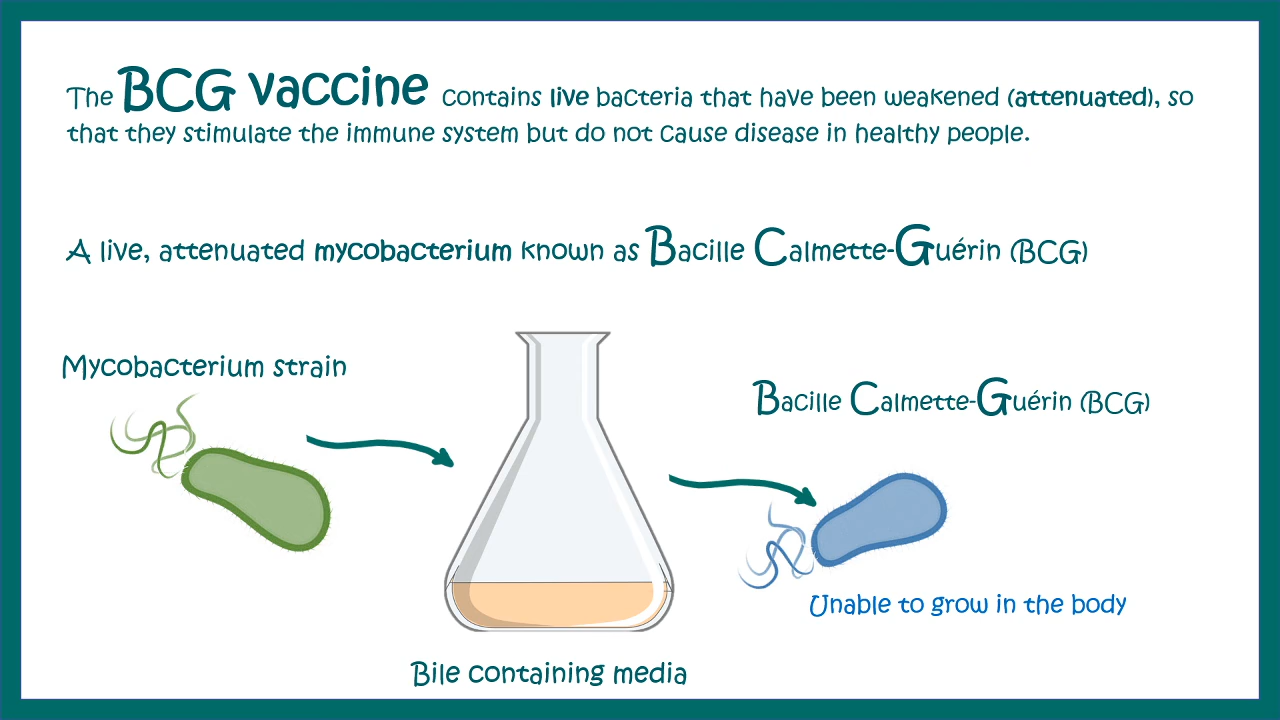 The BCG vaccine contains live bacteria that have been weakened (attenuated), so
that they stimulate the immune system but do not cause disease in healthy people.
A live, attenuated mycobacterium known as Bacille Calmette-Guérin (BCG)
Mycobacterium strain
Bacille Calmette-Guérin (BCG)
Unable to grow in the body
Bile containing media